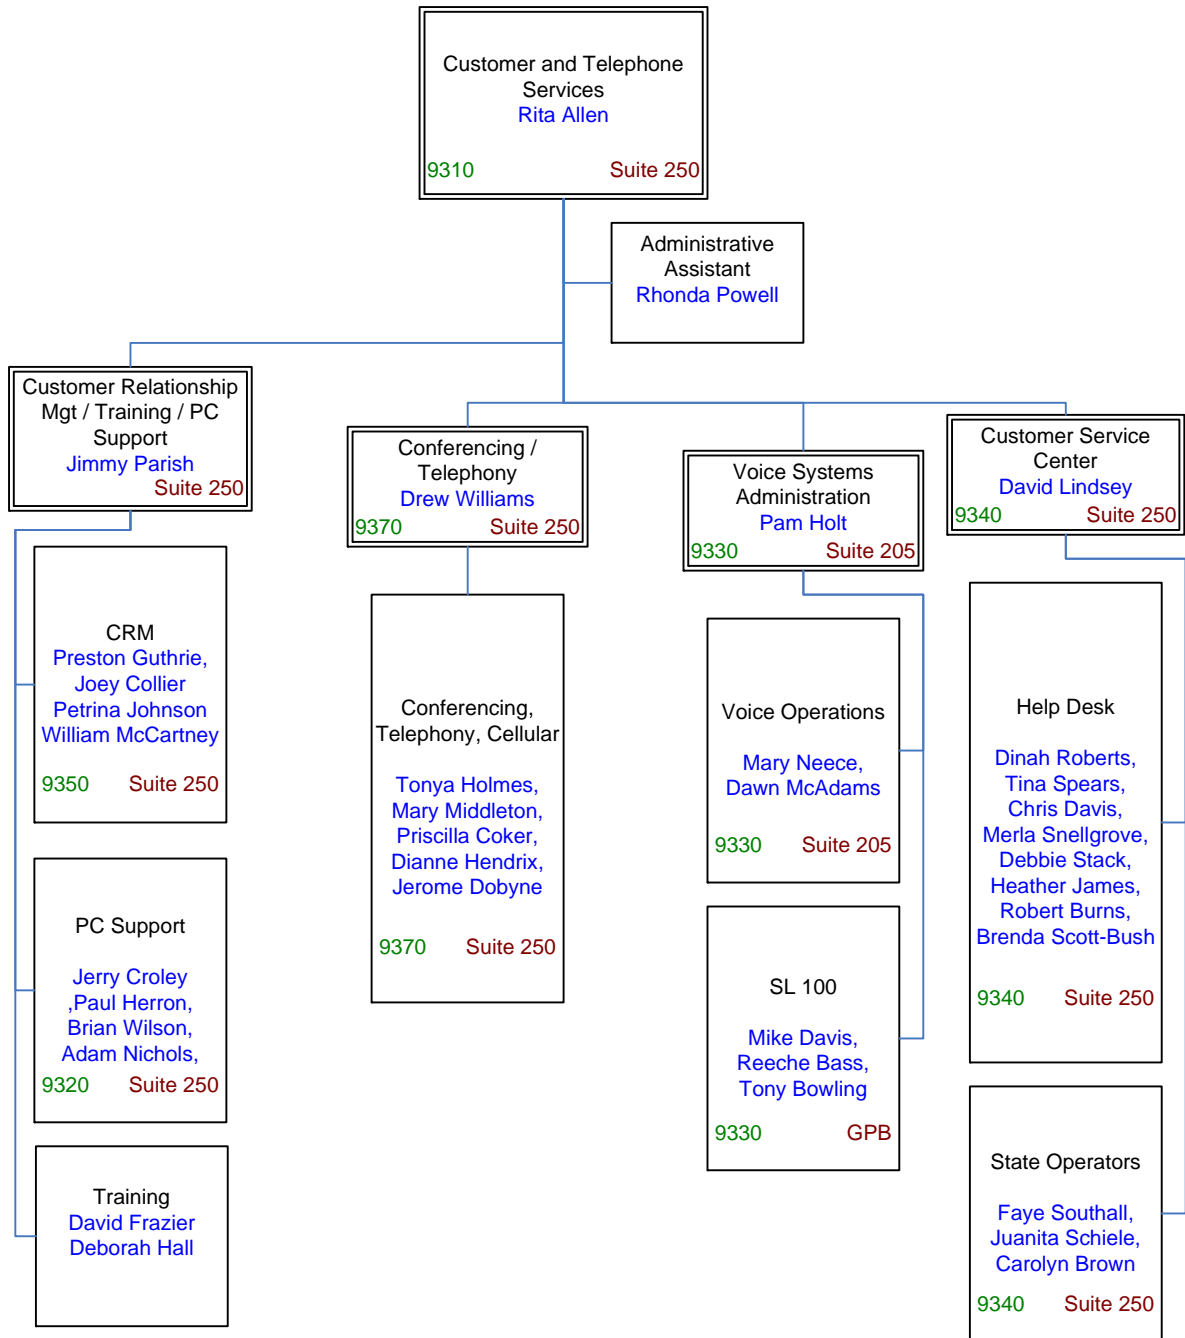 Customer and Telephone
Services
Rita Allen
9310 Suite 250
Administrative
Assistant
Rhonda Powell
Customer Relationship
Mgt / Training / PC
Support
Jimmy Parish
Suite 250
Conferencing /
Telephony
Drew Williams
9370 Suite 250
Voice Systems
Administration
Pam Holt
9330 Suite 205
Customer Service
Center
David Lindsey
9340 Suite 250
CRM
Preston Guthrie,
Joey Collier
Petrina Johnson
William McCartney
9350 Suite 250
PC Support
Jerry Croley
,Paul Herron,
Brian Wilson,
Adam Nichols,
9320 Suite 250
Training
David Frazier
Deborah Hall
Conferencing,
Telephony, Cellular
Tonya Holmes,
Mary Middleton,
Priscilla Coker,
Dianne Hendrix,
Jerome Dobyne
9370 Suite 250
Voice Operations
Mary Neece,
Dawn McAdams
9330 Suite 205
SL 100
Mike Davis,
Reeche Bass,
Tony Bowling
9330 GPB
Help Desk
Dinah Roberts,
Tina Spears,
Chris Davis,
Merla Snellgrove,
Debbie Stack,
Heather James,
Robert Burns,
Brenda Scott-Bush
9340 Suite 250
State Operators
Faye Southall,
Juanita Schiele,
Carolyn Brown
9340 Suite 250